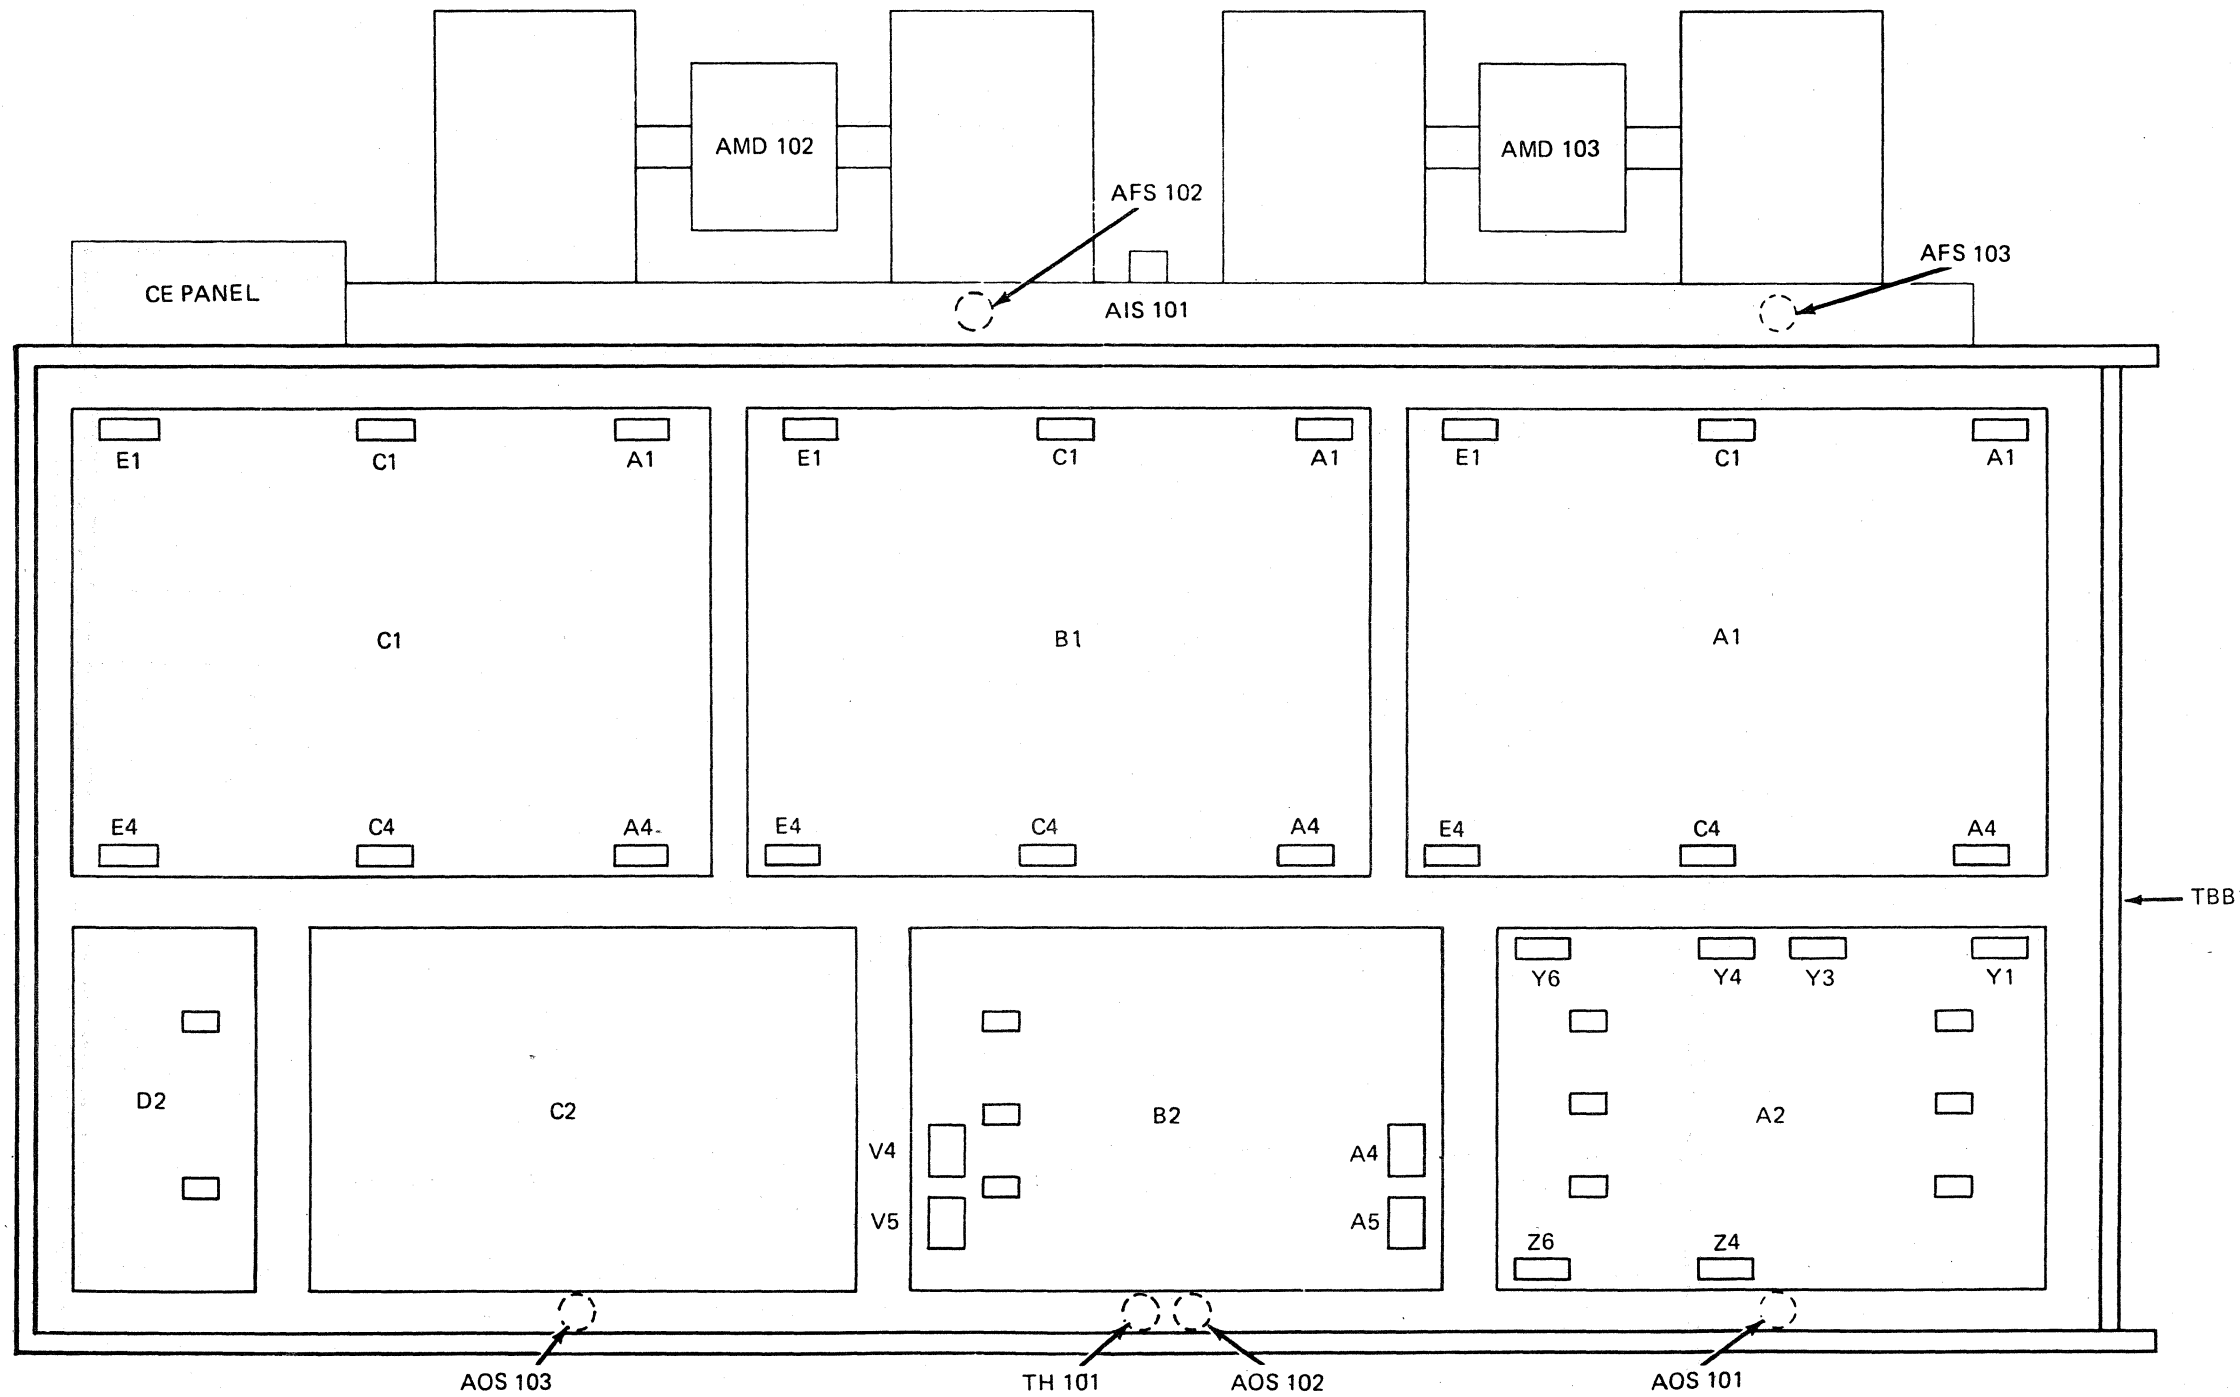 AMD 102
AMD 103
AFS 102
AFS 103
CE PANEL
AIS 101
E1
C1
A1
E1
C1
A1
E1
C1
A1
C1
B1
A1
E4
C4
A4
E4
C4
A4
E4
C4
A4
TBB
Y6
Y4
Y3
Y1
D2
C2
B2
A2
V4
A4
V5
A5
Z6
Z4
AOS 103
TH 101
AOS 102
AOS 101